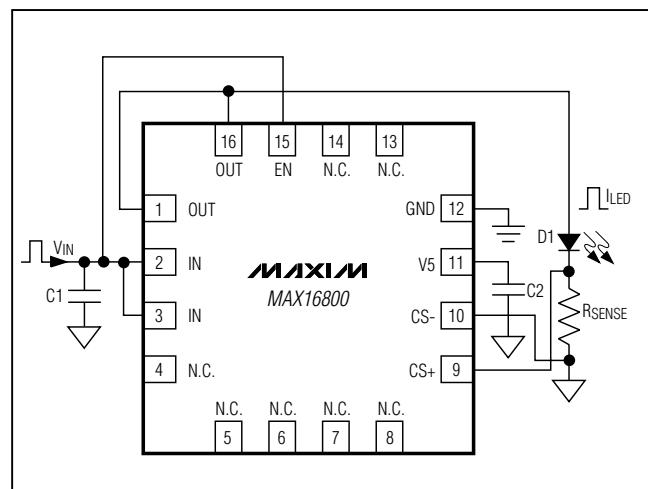 16 15 14 13
OUT EN N.C. N.C.
1 OUT
GND 12
ILED
VIN
2 IN
MAXIM
MAX16800
V5 11
D1
C1
3 IN
CS- 10
C2
RSENSE
4 N.C.
CS+ 9
N.C. N.C. N.C. N.C.
5 6 7 8